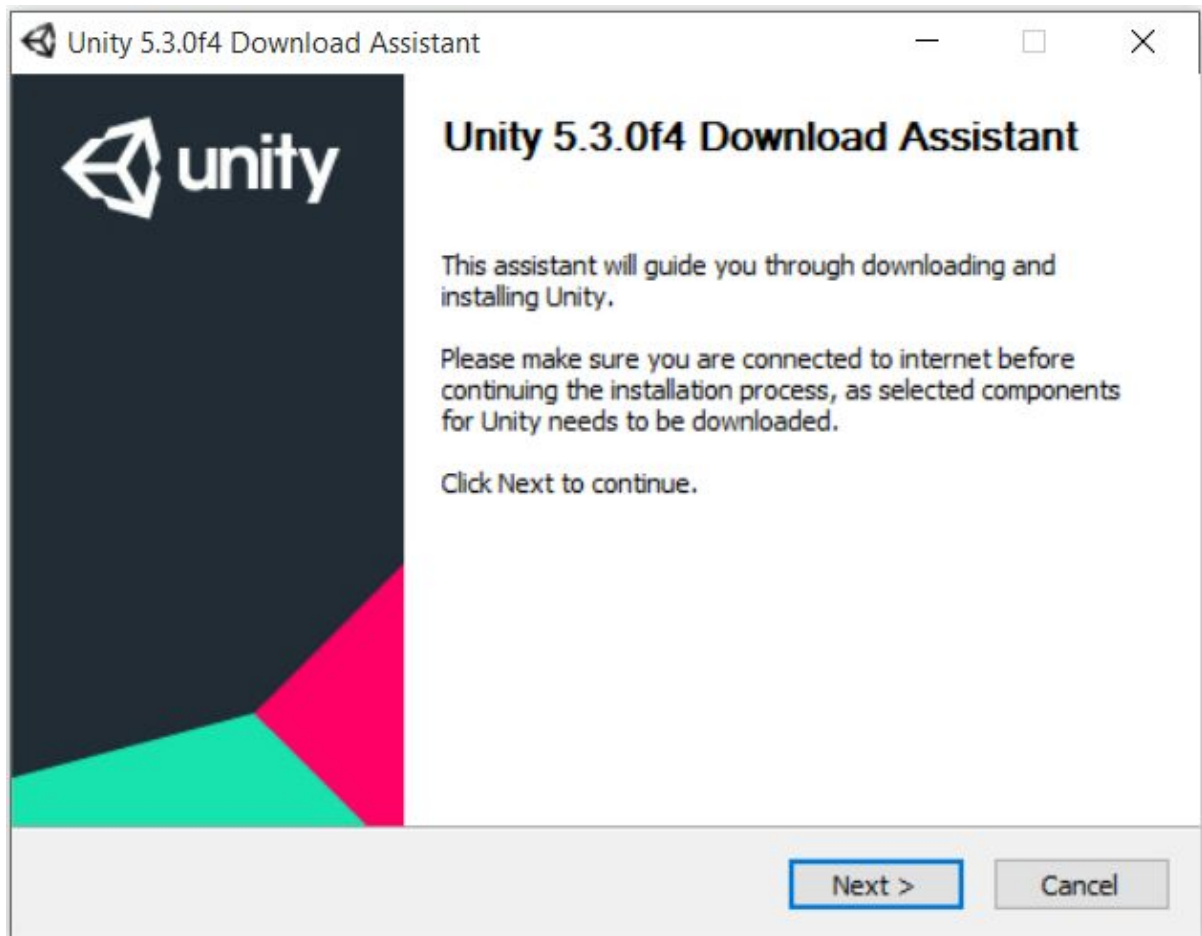 Unity 5.3.0f4 Download Assistant
unity
Unity 5.3.0f4 Download Assistant
This assistant will guide you through downloading and
installing Unity.
Please make sure you are connected to internet before
continuing the installation process, as selected components
for Unity needs to be downloaded.
Click Next to continue.
Next >
Cancel